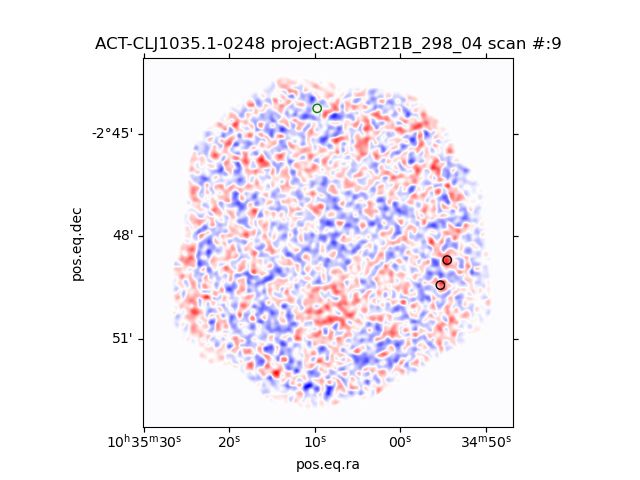 ACT-CLJ1035.1-0248 project:AGBT21B_298_04 scan #:9
-2°45'
48'
51'
pos.eq.dec
10ʰ35ᵐ30ˢ 20ˢ 10ˢ 00ˢ 34ᵐ50ˢ
pos.eq.ra